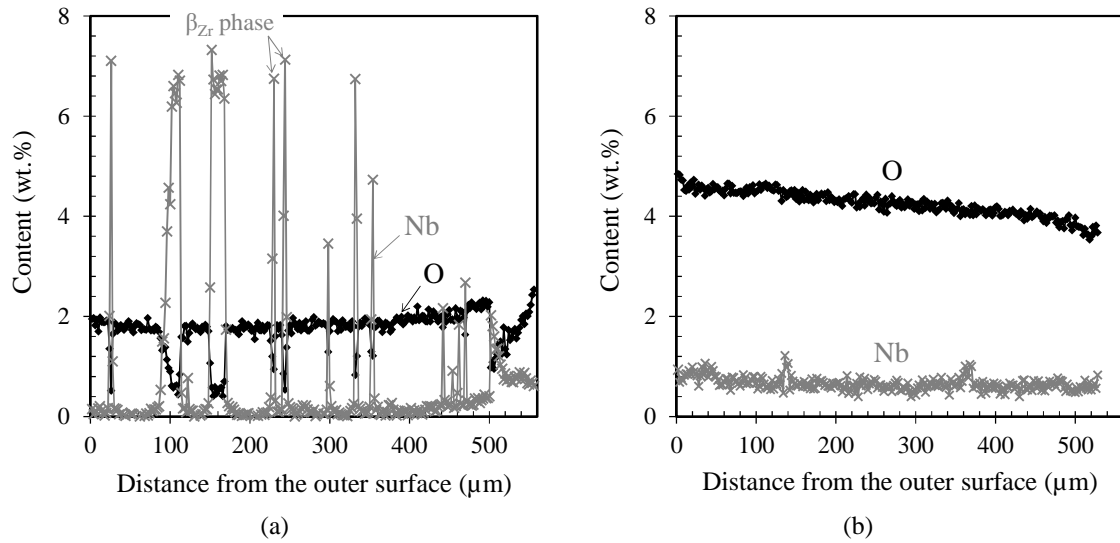 8
β_Zr phase
6
Content (wt.%)
4
Nb
O
2
0
0 100 200 300 400 500
Distance from the outer surface (µm)
(a)
8
6
Content (wt.%)
O
4
2
Nb
0
0 100 200 300 400 500
Distance from the outer surface (µm)
(b)